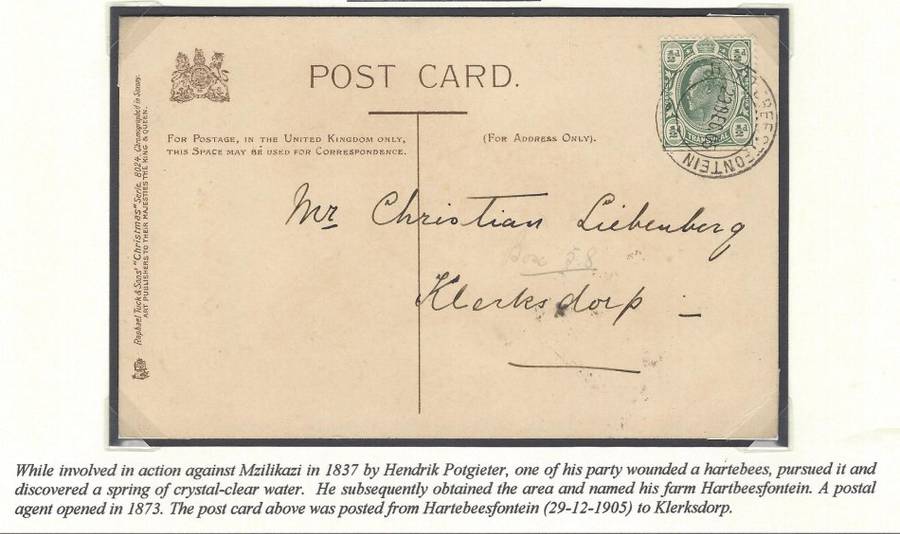 POST CARD.
FOR POSTAGE, IN THE UNITED KINGDOM ONLY,
THIS SPACE MAY BE USED FOR CORRESPONDENCE.
(FOR ADDRESS ONLY).
Raphael Tuck & Sons' "Christmas" Serie. 8024. Chromographed in Saxony.
ART PUBLISHERS TO THEIR MAJESTIES THE KING & QUEEN.
Mr Christian Liebenberg
Box 58
Klerksdorp
While involved in action against Mzilikazi in 1837 by Hendrik Potgieter, one of his party wounded a hartebees, pursued it and
discovered a spring of crystal-clear water. He subsequently obtained the area and named his farm Hartbeesfontein. A postal
agent opened in 1873. The post card above was posted from Hartebeesfontein (29-12-1905) to Klerksdorp.